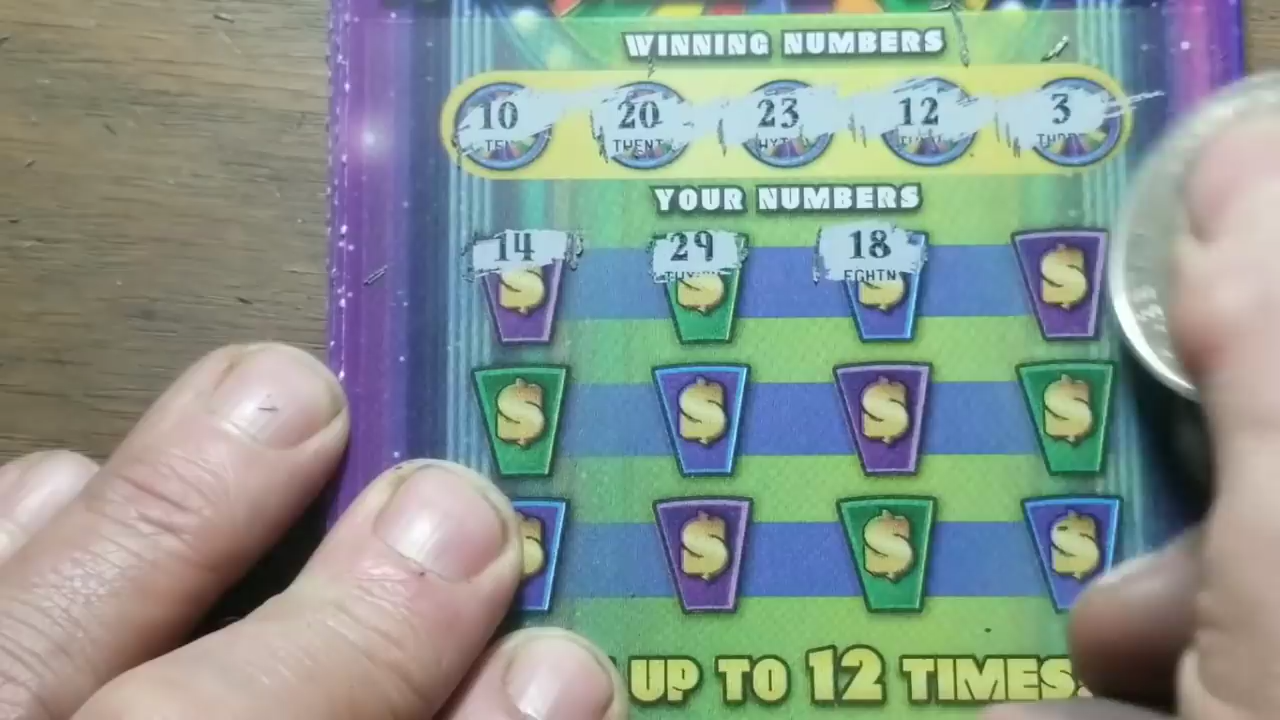 WINNING NUMBERS
10 20 23 12 3
YOUR NUMBERS
14 29 18
UP TO 12 TIMES